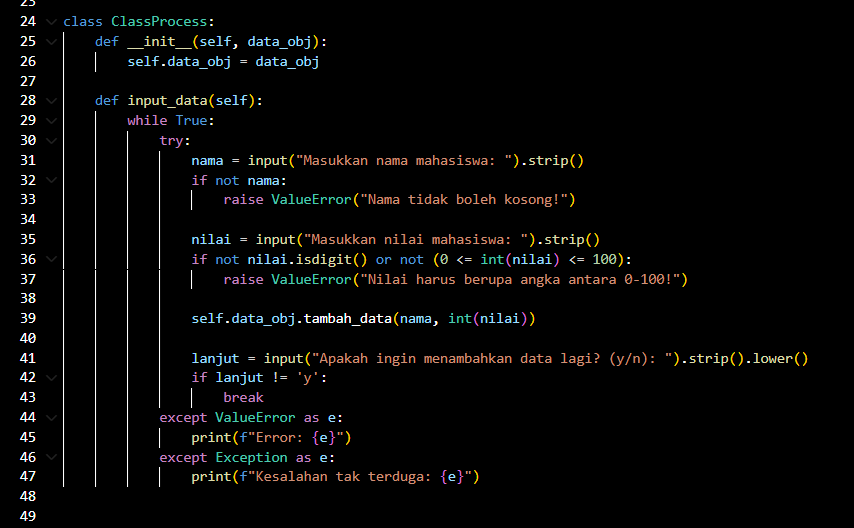 23
24 class ClassProcess:
25     def __init__(self, data_obj):
26         self.data_obj = data_obj
27
28     def input_data(self):
29         while True:
30             try:
31                 nama = input("Masukkan nama mahasiswa: ").strip()
32                 if not nama:
33                     raise ValueError("Nama tidak boleh kosong!")
34
35                 nilai = input("Masukkan nilai mahasiswa: ").strip()
36                 if not nilai.isdigit() or not (0 <= int(nilai) <= 100):
37                     raise ValueError("Nilai harus berupa angka antara 0-100!")
38
39                 self.data_obj.tambah_data(nama, int(nilai))
40
41                 lanjut = input("Apakah ingin menambahkan data lagi? (y/n): ").strip().lower()
42                 if lanjut != 'y':
43                     break
44             except ValueError as e:
45                 print(f"Error: {e}")
46             except Exception as e:
47                 print(f"Kesalahan tak terduga: {e}")
48
49